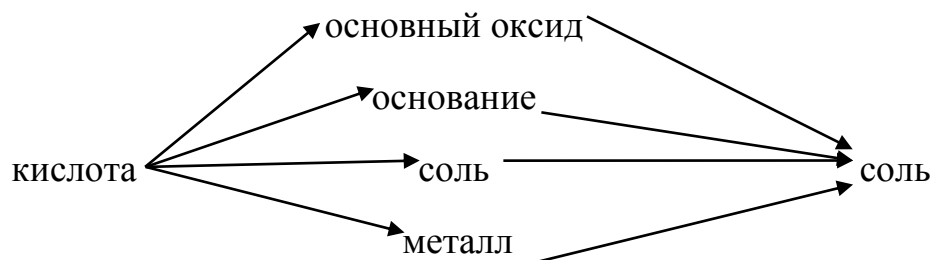 основный оксид
основание
кислота
соль
соль
металл